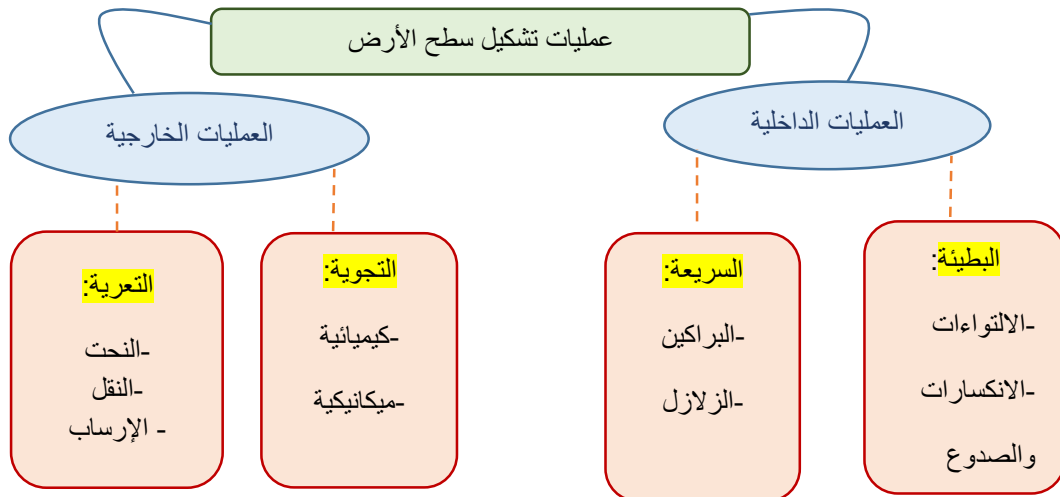 عمليات تشكيل سطح الأرض
العمليات الداخلية
العمليات الخارجية
البطيئة:
-الالتواءات
-الانكسارات
والصدوع
السريعة:
-البراكين
-الزلازل
التجوية:
-كيميائية
-ميكانيكية
التعرية:
-النحت
-النقل
- الإرساب